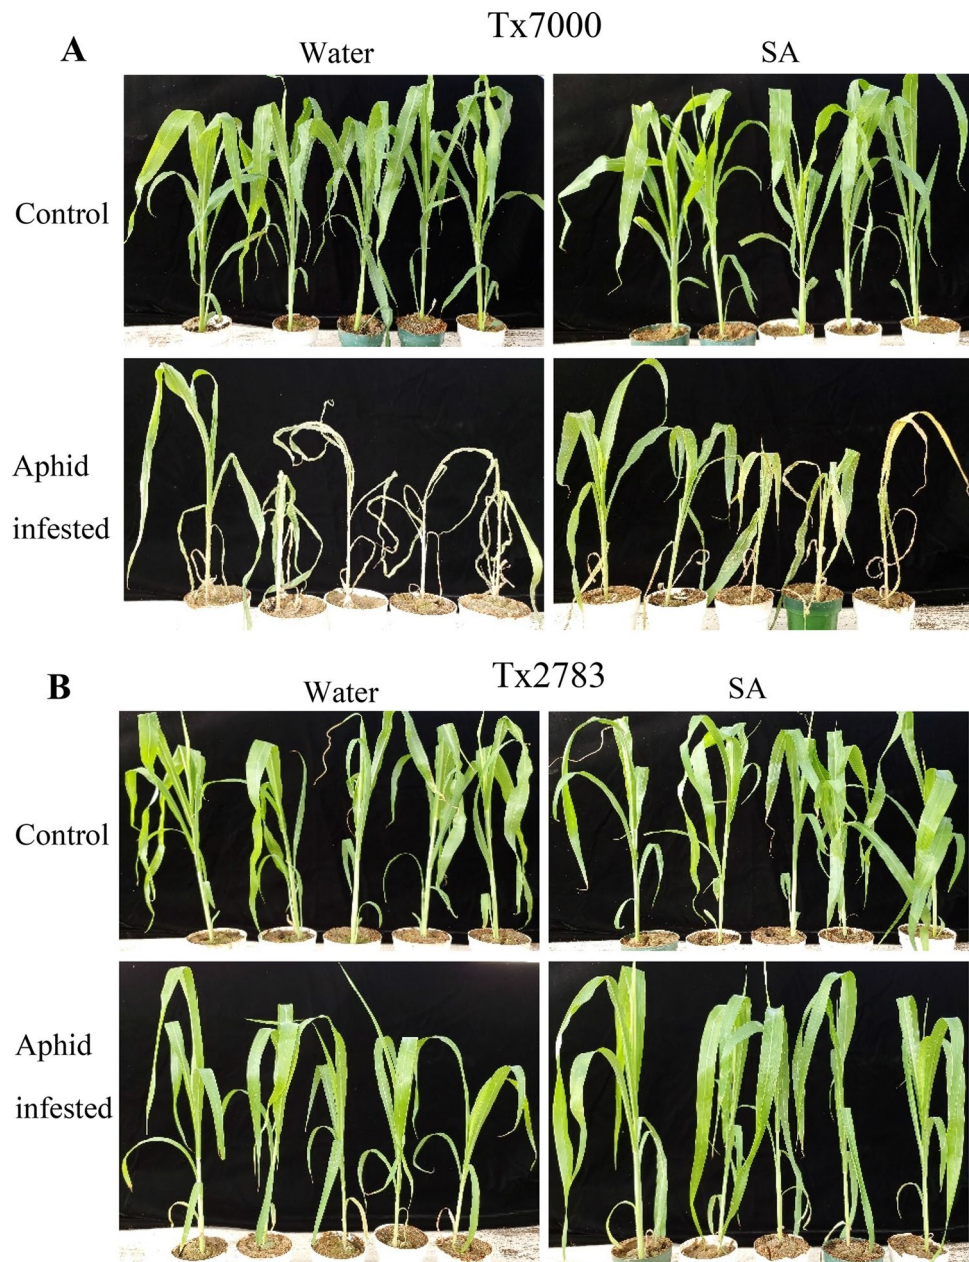 Tx7000
A
Water
SA
Control
Aphid
infested
Tx2783
B
Water
SA
Control
Aphid
infested